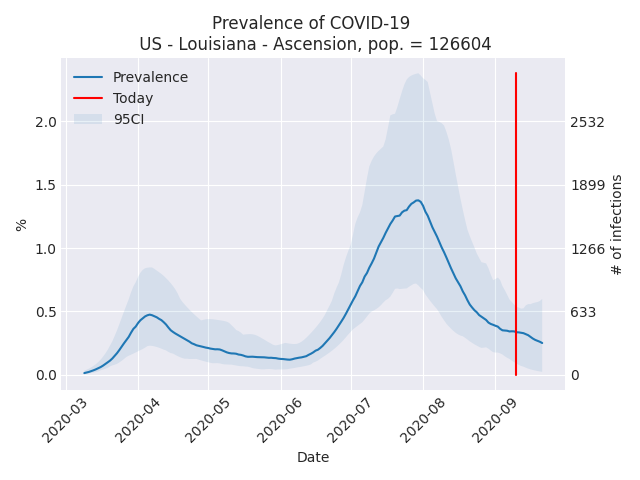 Prevalence of COVID-19
US - Louisiana - Ascension, pop. = 126604
Prevalence
Today
95CI
2.0
1.5
1.0
0.5
0.0
%
2532
1899
1266
633
0
# of infections
2020-03
2020-04
2020-05
2020-06
2020-07
2020-08
2020-09
Date